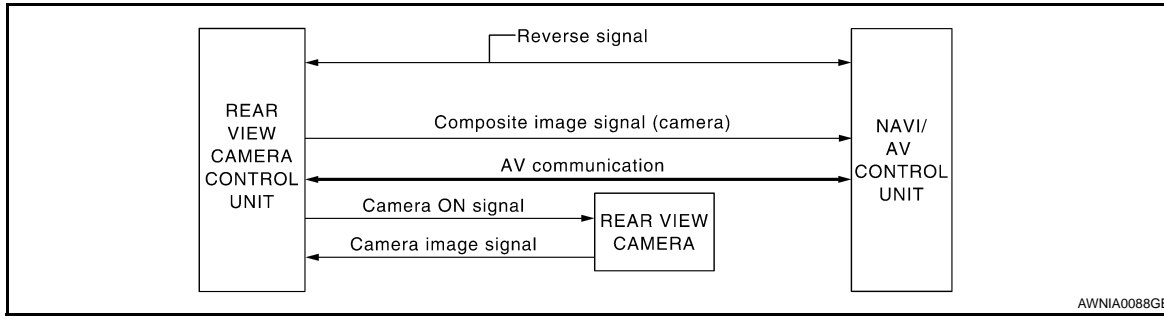 Reverse signal
REAR
VIEW
CAMERA
CONTROL
UNIT
Composite image signal (camera)
AV communication
Camera ON signal
Camera image signal
REAR VIEW
CAMERA
NAVI/
AV
CONTROL
UNIT
AWNIA0088GB